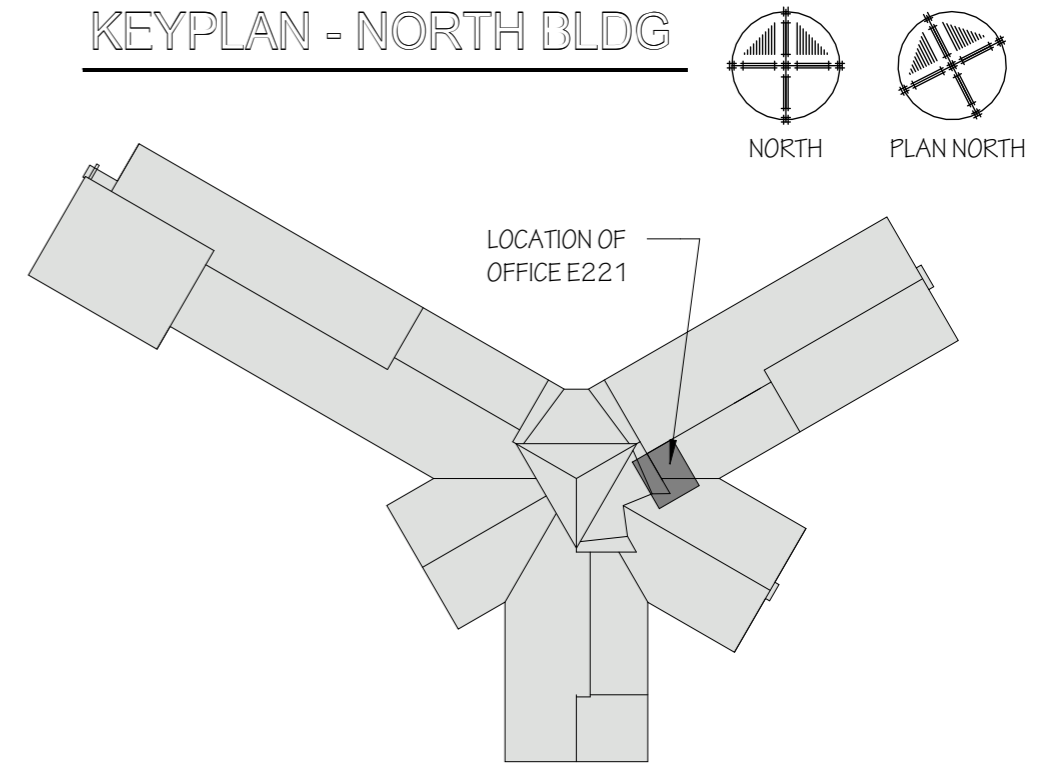 KEYPLAN - NORTH BLDG
NORTH
PLAN NORTH
LOCATION OF
OFFICE E221